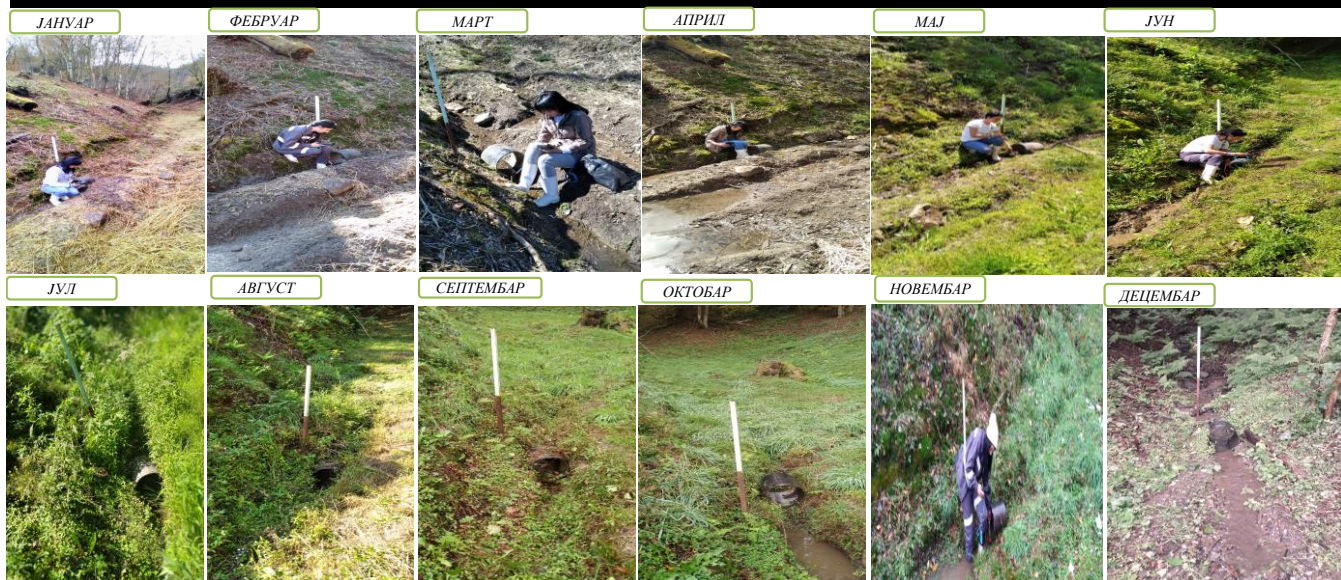 ЈАНУАР
ФЕБРУАР
МАРТ
АПРИЛ
МАЈ
ЈУН
ЈУЛ
АВГУСТ
СЕПТЕМБАР
ОКТОБАР
НОВЕМБАР
ДЕЦЕМБАР